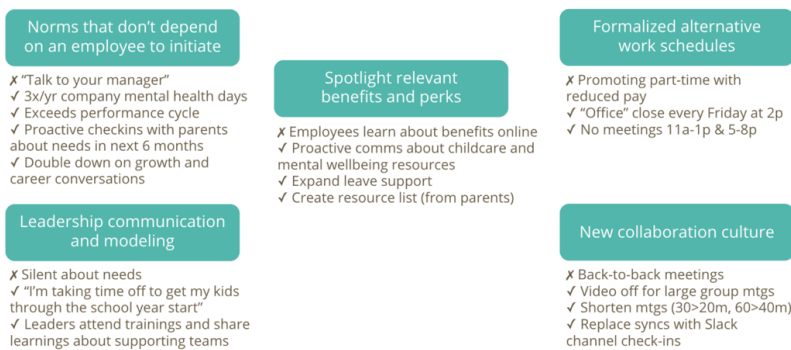 Norms that don't depend
on an employee to initiate
✗ "Talk to your manager"
✓ 3x/yr company mental health days
✓ Exceeds performance cycle
✓ Proactive checkins with parents
about needs in next 6 months
✓ Double down on growth and
career conversations
Leadership communication
and modeling
✗ Silent about needs
✓ "I'm taking time off to get my kids
through the school year start"
✓ Leaders attend trainings and share
learnings about supporting teams
Spotlight relevant
benefits and perks
✗ Employees learn about benefits online
✓ Proactive comms about childcare and
mental wellbeing resources
✓ Expand leave support
✓ Create resource list (from parents)
Formalized alternative
work schedules
✗ Promoting part-time with
reduced pay
✓ "Office" close every Friday at 2p
✓ No meetings 11a-1p & 5-8p
New collaboration culture
✗ Back-to-back meetings
✓ Video off for large group mtgs
✓ Shorten mtgs (30>20m, 60>40m)
✓ Replace syncs with Slack
channel check-ins